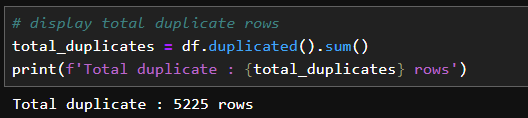 # display total duplicate rows
total_duplicates = df.duplicated().sum()
print(f'Total duplicate : {total_duplicates} rows')
Total duplicate : 5225 rows